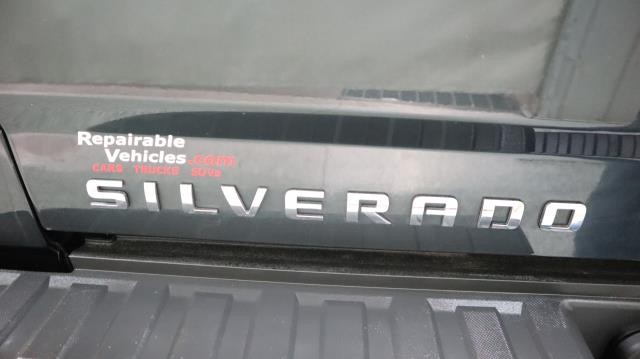 Repairable
Vehicles.com
CARS TRUCKS SUVs
SILVERADO